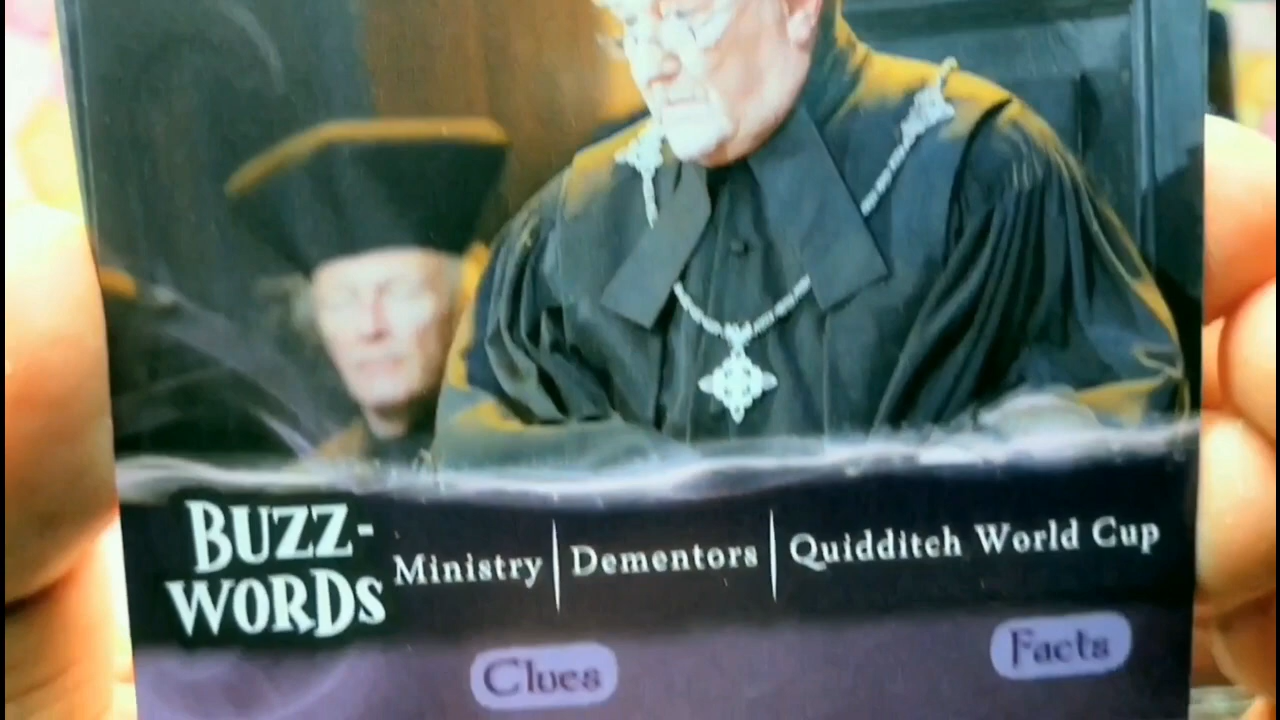 BUZZ-
WORDS
Ministry | Dementors | Quidditch World Cup
Clues
Facts